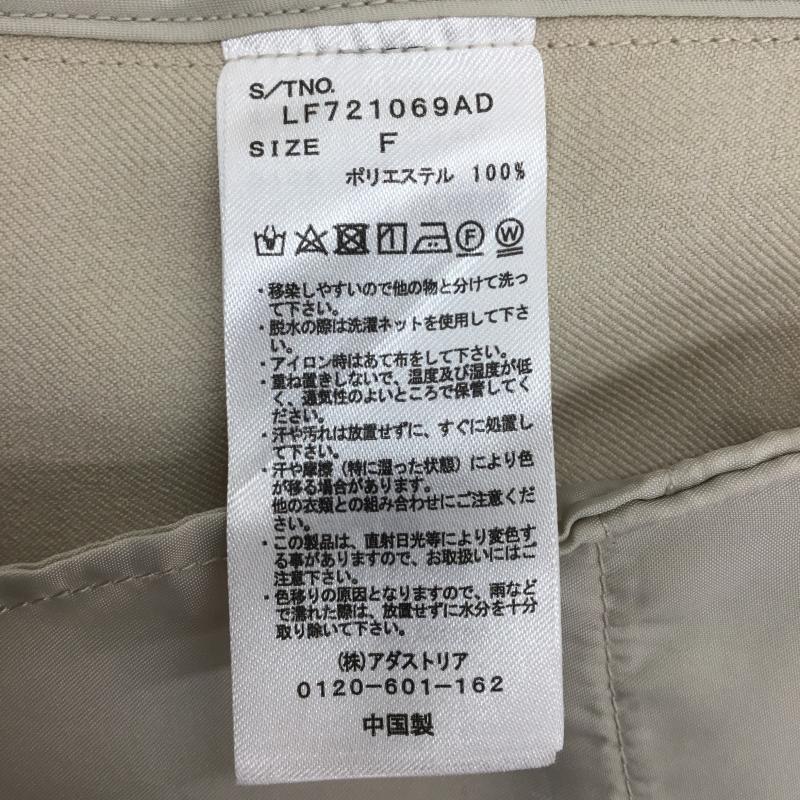 S/TNO.
LF721069AD
SIZE F
ポリエステル 100%
F W
・移染しやすいので他の物と分けて洗っ
て下さい。
・脱水の際は洗濯ネットを使用して下さ
い。
・アイロン時はあて布をして下さい。
・重ね置きしないで、温度及び湿度が低
く、通気性のよいところで保管してく
ださい。
・汗や汚れは放置せずに、すぐに処置し
て下さい。
・汗や摩擦(特に湿った状態)により色
が移る場合があります。
他の衣類との組み合わせにご注意くだ
さい。
・この製品は、直射日光等により変色す
る事がありますので、お取扱いにはご
注意下さい。
・色移りの原因となりますので、雨など
で濡れた際は、放置せずに水分を十分
取り除いて下さい。
(株)アダストリア
0120-601-162
中国製